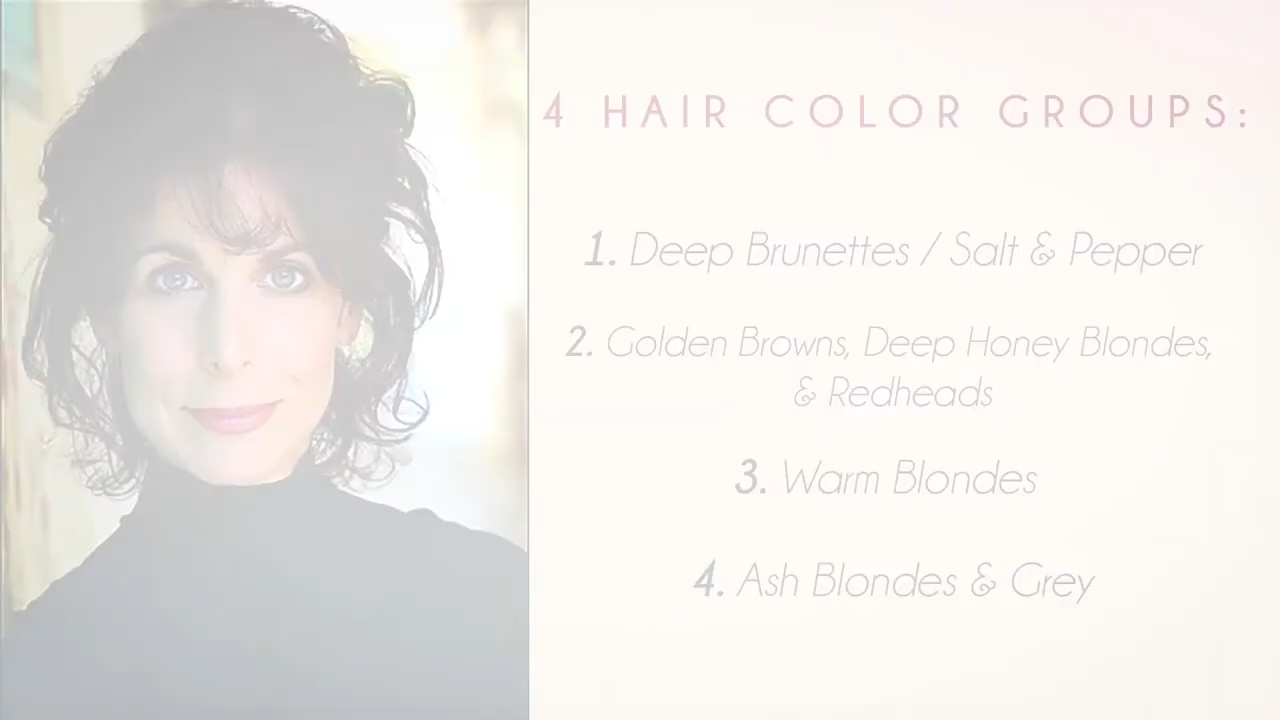 4 HAIR COLOR GROUPS:
1. Deep Brunettes / Salt & Pepper
2. Golden Browns, Deep Honey Blondes,
& Redheads
3. Warm Blondes
4. Ash Blondes & Grey